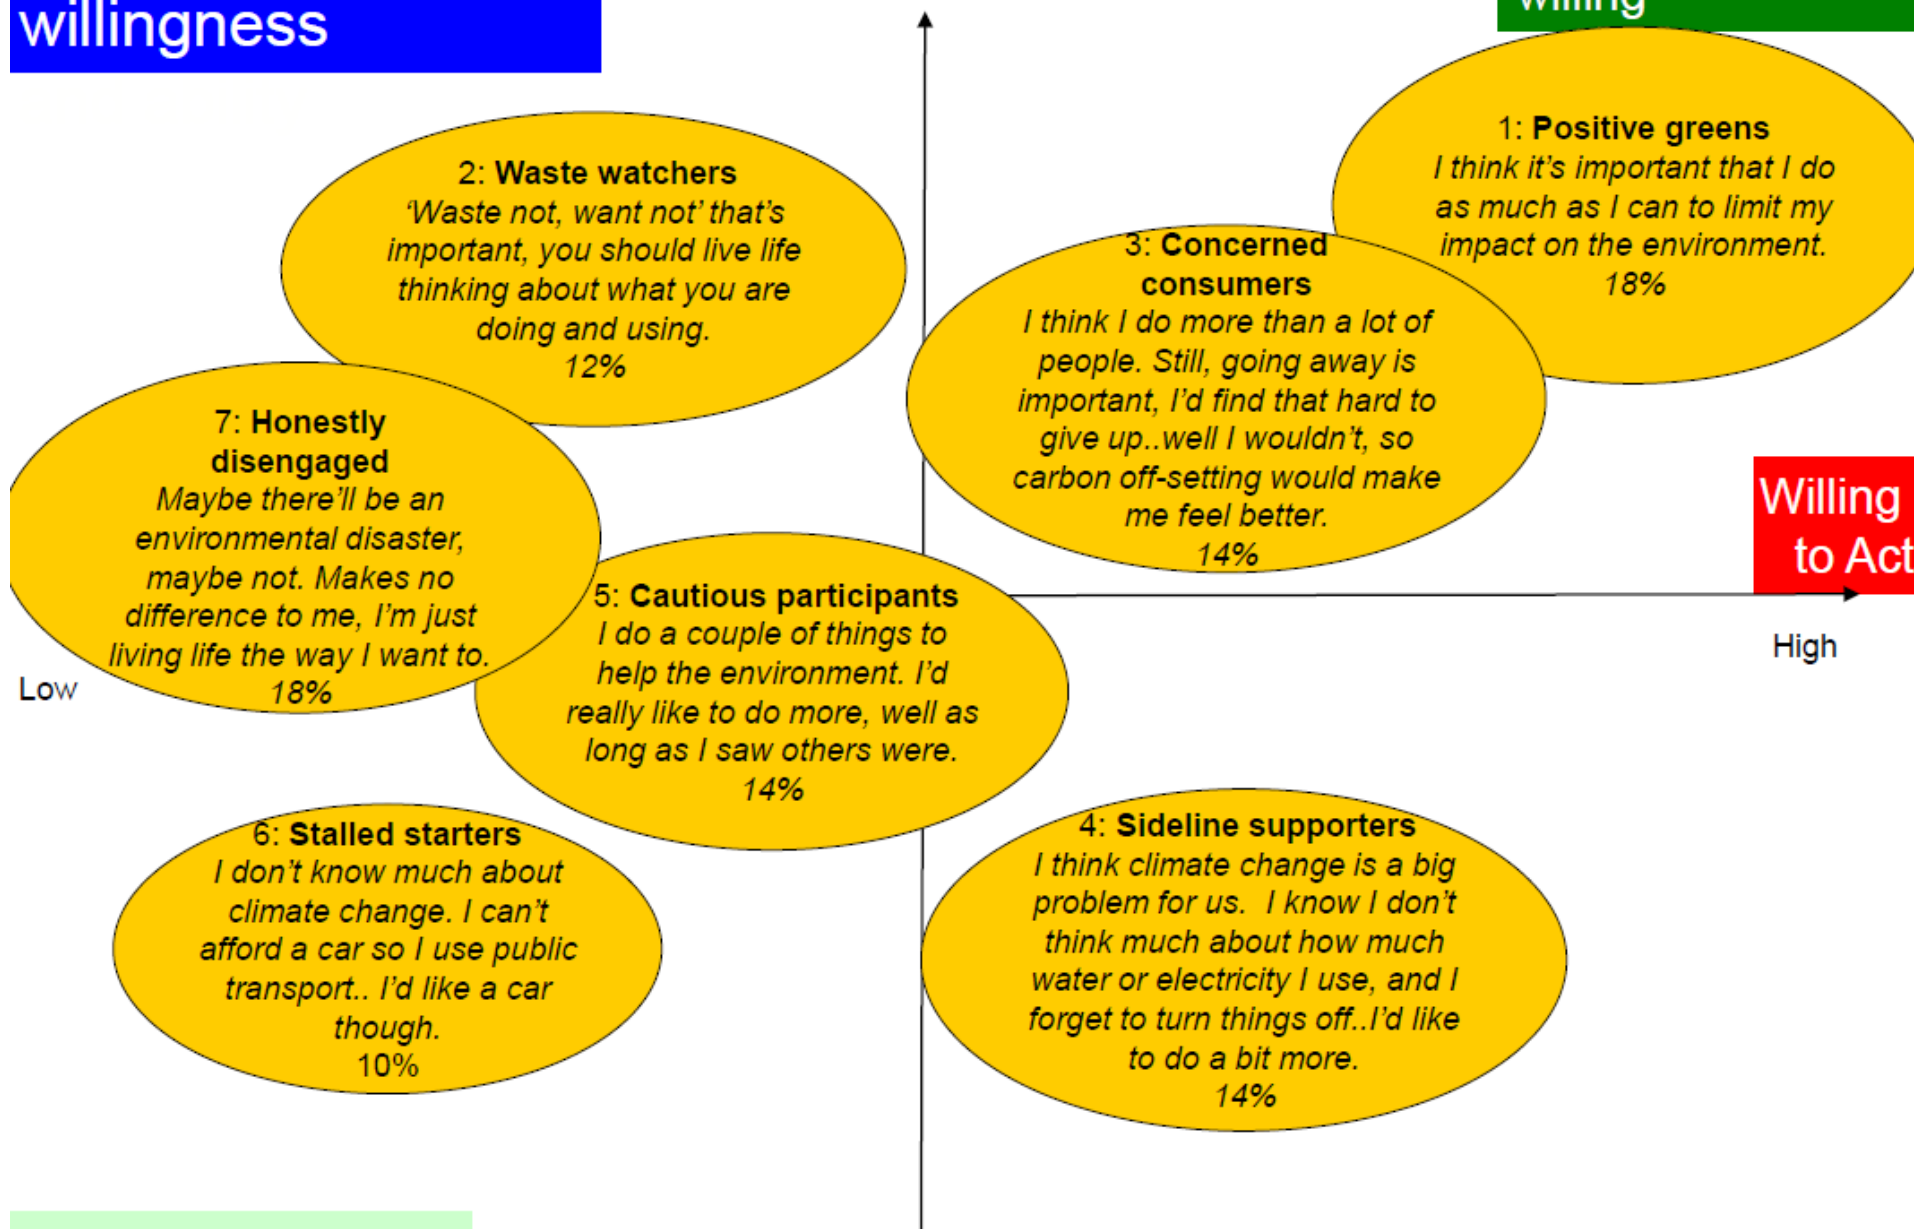 willingness
willing
1: Positive greens
I think it's important that I do
as much as I can to limit my
impact on the environment.
18%
2: Waste watchers
‘Waste not, want not’ that's
important, you should live life
thinking about what you are
doing and using.
12%
3: Concerned
consumers
I think I do more than a lot of
people. Still, going away is
important, I'd find that hard to
give up..well I wouldn't, so
carbon off-setting would make
me feel better.
14%
7: Honestly
disengaged
Maybe there'll be an
environmental disaster,
maybe not. Makes no
difference to me, I'm just
living life the way I want to.
18%
Willing
to Act
High
Low
5: Cautious participants
I do a couple of things to
help the environment. I'd
really like to do more, well as
long as I saw others were.
14%
6: Stalled starters
I don't know much about
climate change. I can't
afford a car so I use public
transport.. I'd like a car
though.
10%
4: Sideline supporters
I think climate change is a big
problem for us.  I know I don't
think much about how much
water or electricity I use, and I
forget to turn things off..I'd like
to do a bit more.
14%